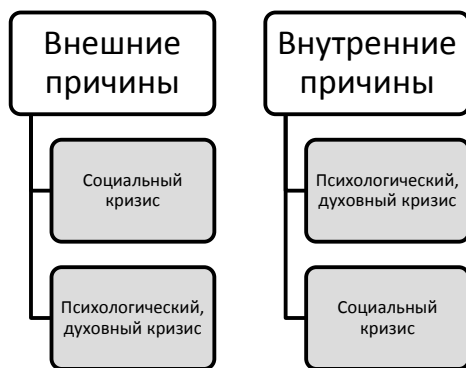 Внешние
причины
Социальный
кризис
Психологический,
духовный кризис
Внутренние
причины
Психологический,
духовный кризис
Социальный
кризис